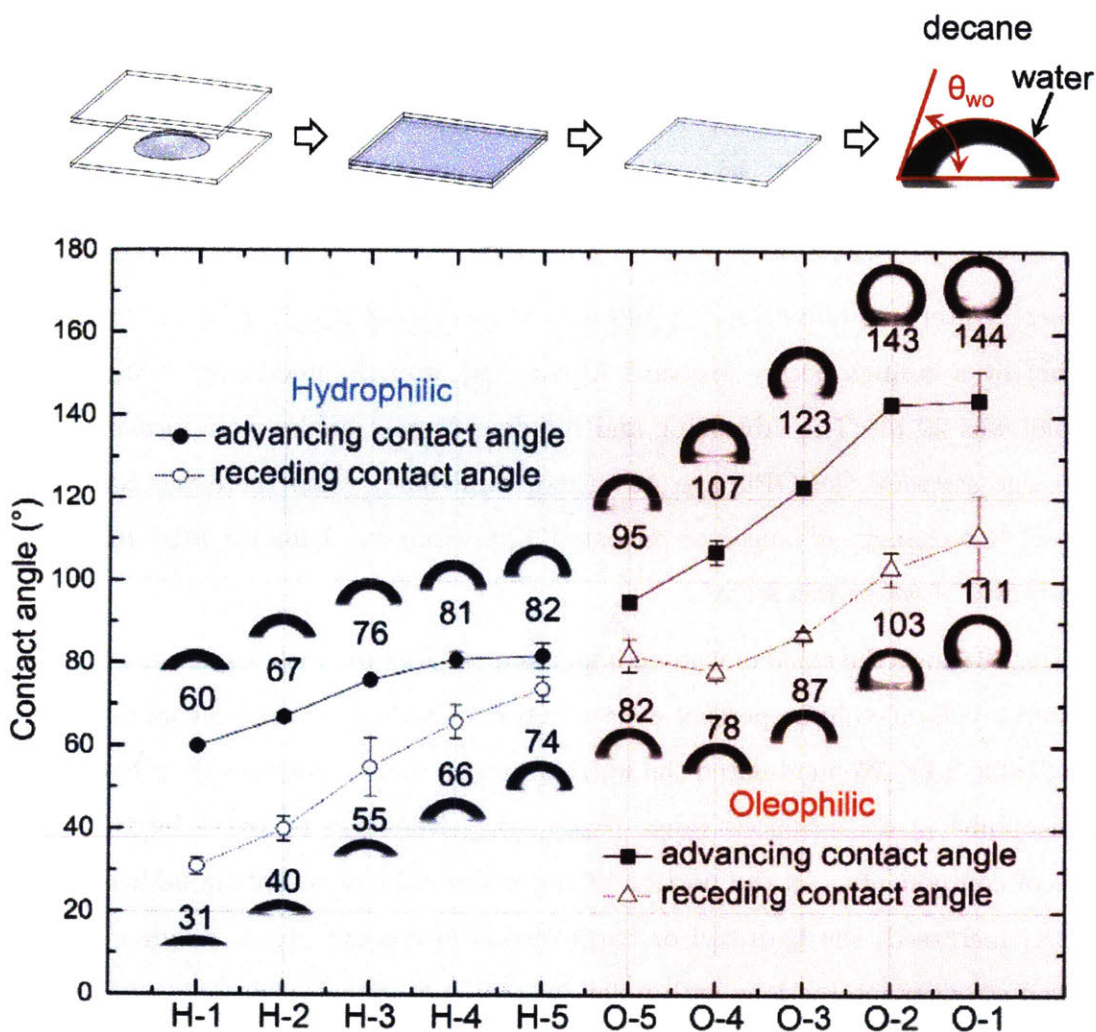 decane
water
θwo
180
160
140
120
100
80
60
40
20
0
Contact angle (°)
Hydrophilic
advancing contact angle
receding contact angle
60
67
76
81
82
31
40
55
66
74
95
107
123
143
144
82
78
87
103
111
Oleophilic
advancing contact angle
receding contact angle
H-1 H-2 H-3 H-4 H-5 O-5 O-4 O-3 O-2 O-1